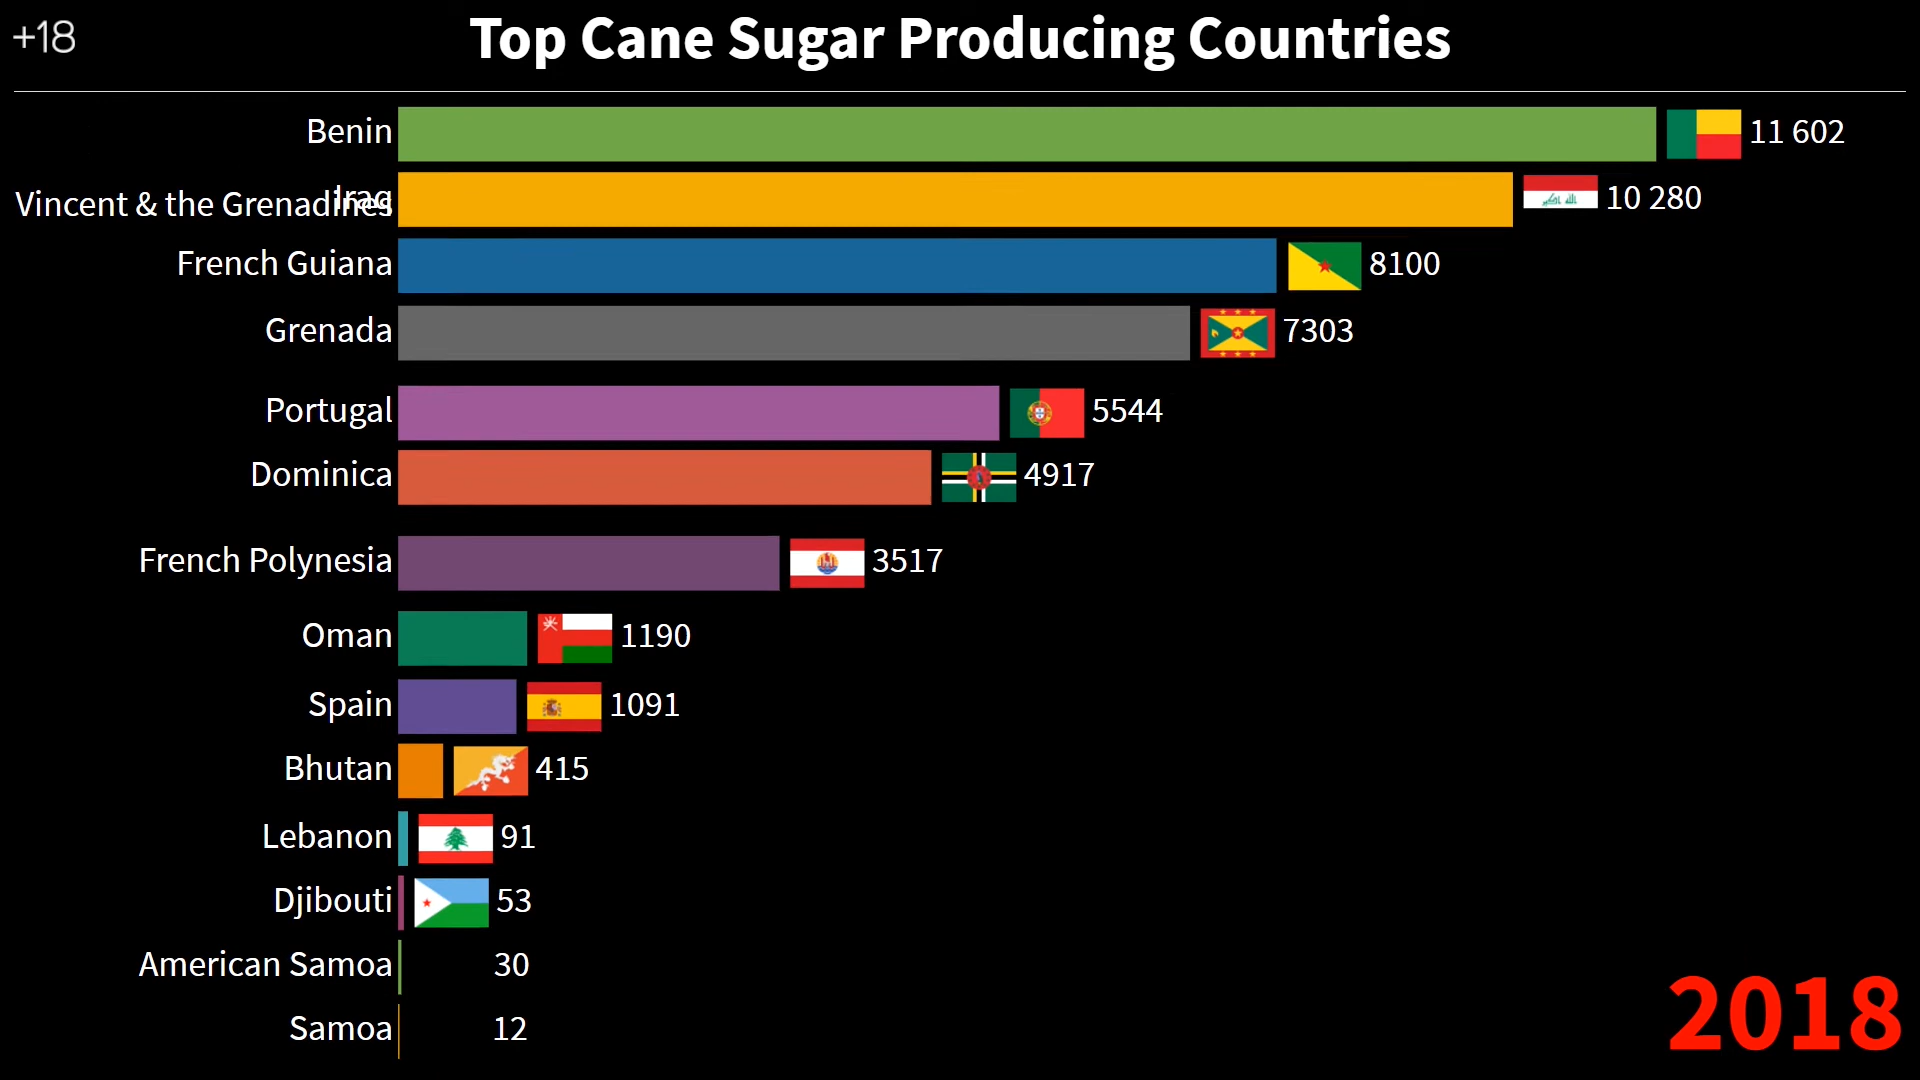 +18
Top Cane Sugar Producing Countries
Benin 11 602
Vincent & the Grenadines
Iraq 10 280
French Guiana 8100
Grenada 7303
Portugal 5544
Dominica 4917
French Polynesia 3517
Oman 1190
Spain 1091
Bhutan 415
Lebanon 91
Djibouti 53
American Samoa 30
Samoa 12
2018